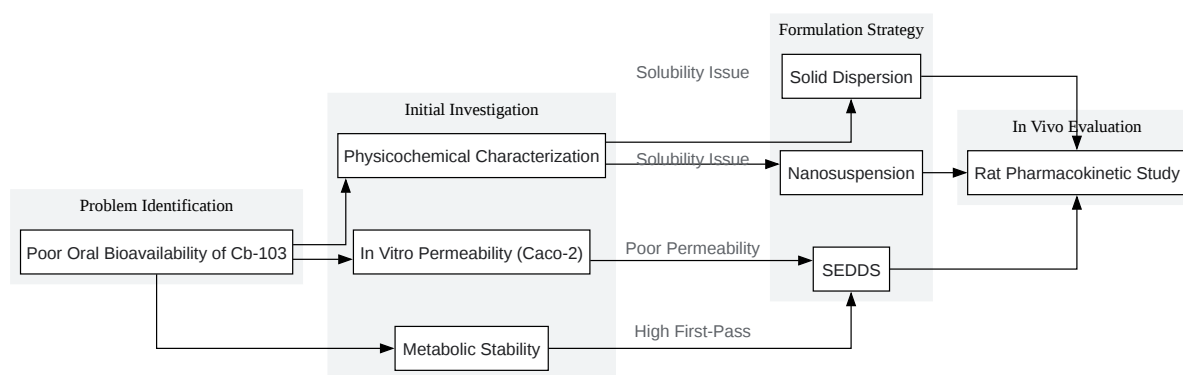 Problem Identification
Poor Oral Bioavailability of Cb-103
Initial Investigation
Physicochemical Characterization
In Vitro Permeability (Caco-2)
Metabolic Stability
Solubility Issue
Solubility Issue
Poor Permeability
High First-Pass
Formulation Strategy
Solid Dispersion
Nanosuspension
SEDDS
In Vivo Evaluation
Rat Pharmacokinetic Study